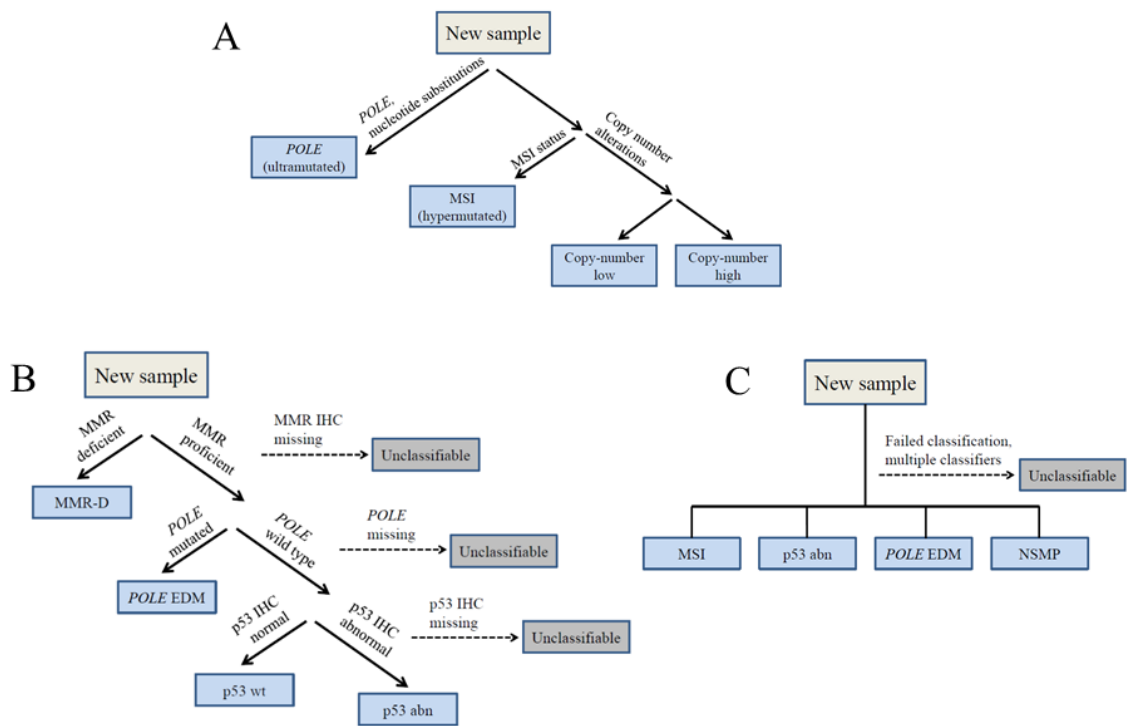 A
New sample
POLE,
nucleotide substitutions
POLE
(ultramutated)
MSI status
Copy number
alterations
MSI
(hypermutated)
Copy-number
low
Copy-number
high
B
New sample
MMR
deficient
MMR
proficient
MMR IHC
missing
Unclassifiable
MMR-D
POLE
mutated
POLE
wild type
POLE
missing
Unclassifiable
POLE EDM
p53 IHC
normal
p53 IHC
abnormal
p53 IHC
missing
Unclassifiable
p53 wt
p53 abn
C
New sample
Failed classification,
multiple classifiers
Unclassifiable
MSI
p53 abn
POLE EDM
NSMP